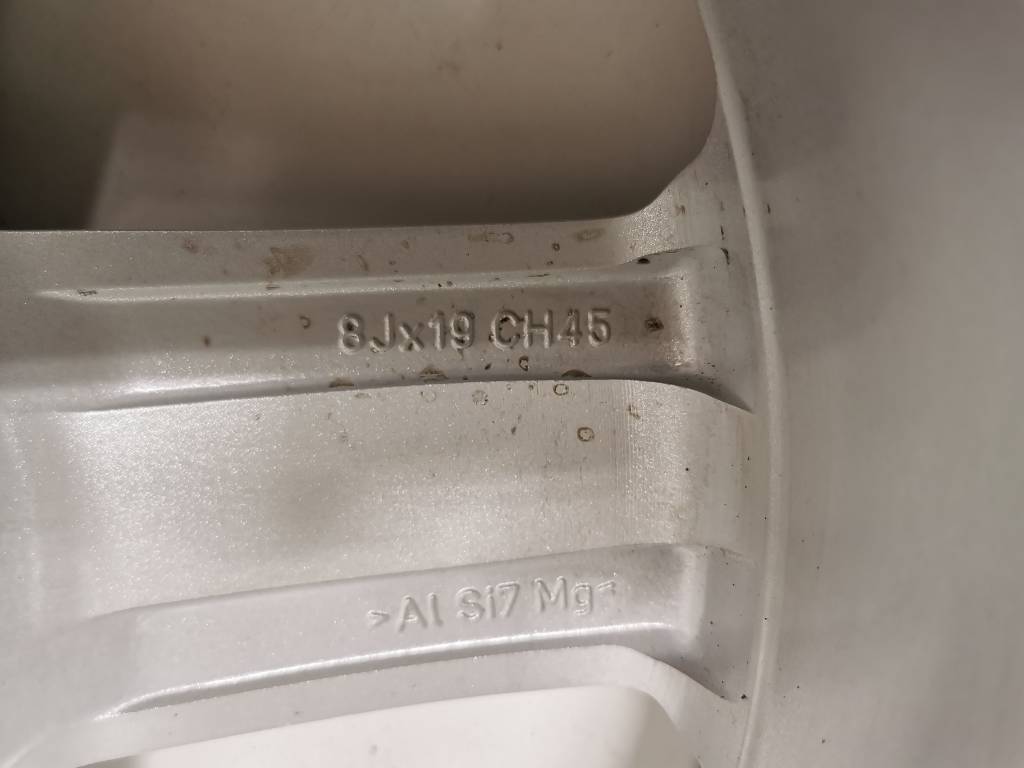 8Jx19 CH45
>Al Si7 Mg<